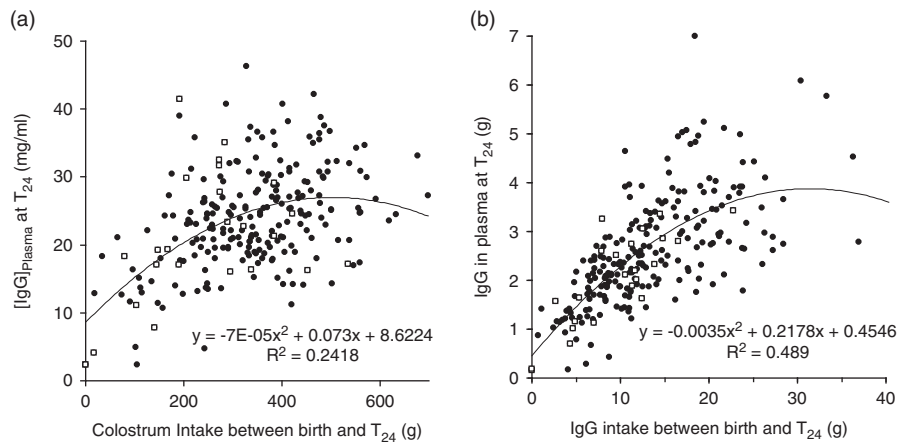 (a)
50
40
30
20
10
0
[IgG]Plasma at T24 (mg/ml)
y = -7E-05x² + 0.073x + 8.6224
R² = 0.2418
0
200
400
600
Colostrum Intake between birth and T24 (g)
(b)
7
6
5
4
3
2
1
0
IgG in plasma at T24 (g)
y = -0.0035x² + 0.2178x + 0.4546
R² = 0.489
0
10
20
30
40
IgG intake between birth and T24 (g)